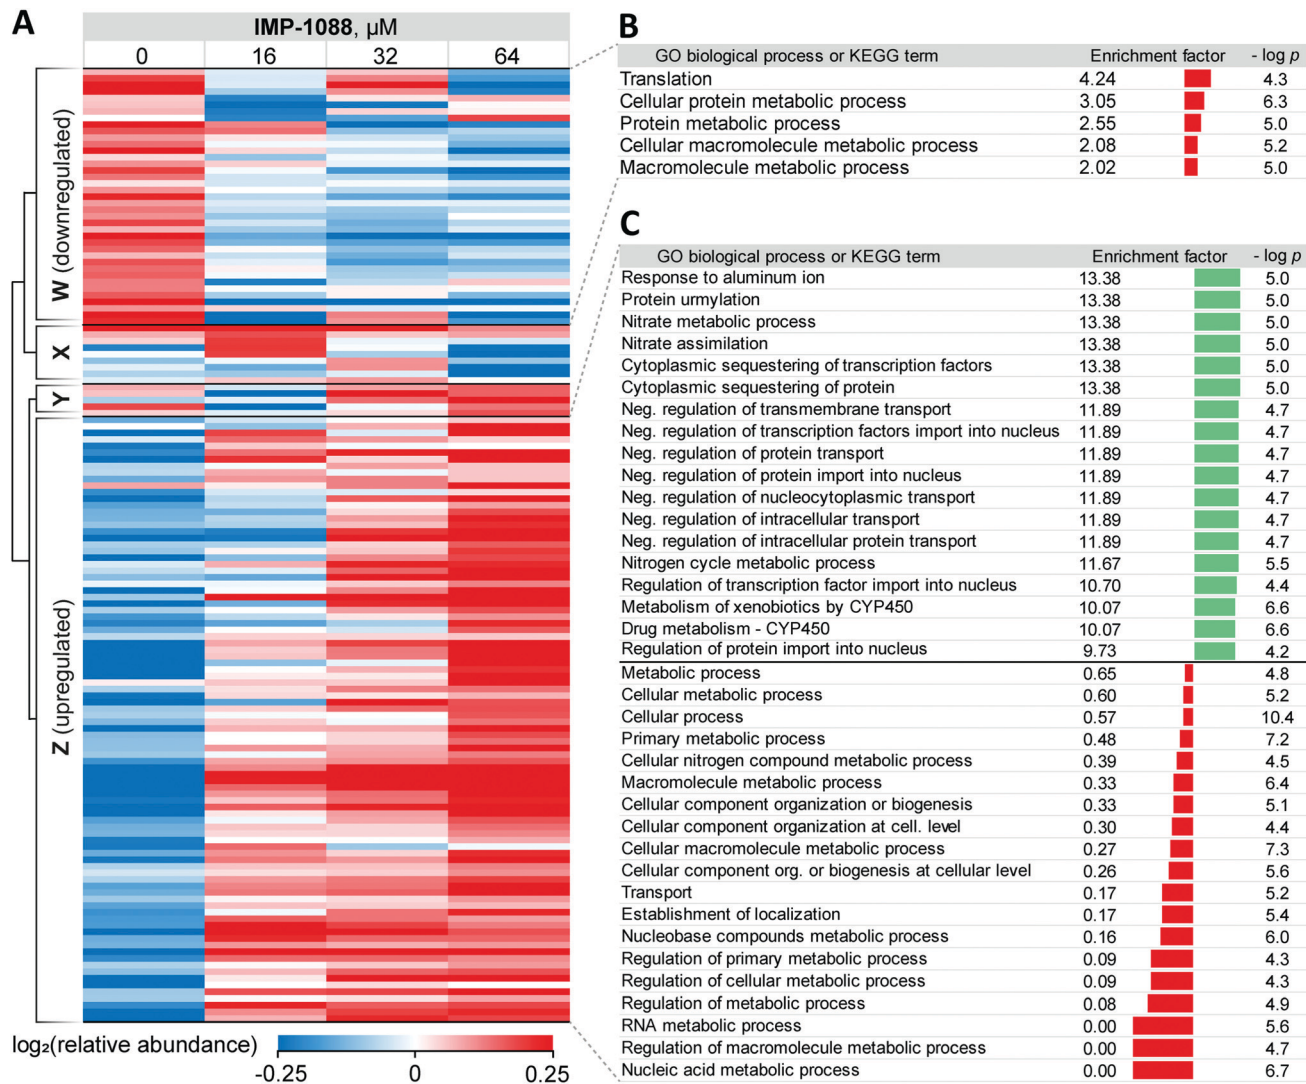 A
IMP-1088, µM
0 16 32 64
W (downregulated)
X
Y
Z (upregulated)
log₂(relative abundance)
-0.25 0 0.25
B
GO biological process or KEGG term Enrichment factor - log p
Translation 4.24 4.3
Cellular protein metabolic process 3.05 6.3
Protein metabolic process 2.55 5.0
Cellular macromolecule metabolic process 2.08 5.2
Macromolecule metabolic process 2.02 5.0
C
GO biological process or KEGG term Enrichment factor - log p
Response to aluminum ion 13.38 5.0
Protein urmylation 13.38 5.0
Nitrate metabolic process 13.38 5.0
Nitrate assimilation 13.38 5.0
Cytoplasmic sequestering of transcription factors 13.38 5.0
Cytoplasmic sequestering of protein 13.38 5.0
Neg. regulation of transmembrane transport 11.89 4.7
Neg. regulation of transcription factors import into nucleus 11.89 4.7
Neg. regulation of protein transport 11.89 4.7
Neg. regulation of protein import into nucleus 11.89 4.7
Neg. regulation of nucleocytoplasmic transport 11.89 4.7
Neg. regulation of intracellular transport 11.89 4.7
Neg. regulation of intracellular protein transport 11.89 4.7
Nitrogen cycle metabolic process 11.67 5.5
Regulation of transcription factor import into nucleus 10.70 4.4
Metabolism of xenobiotics by CYP450 10.07 6.6
Drug metabolism - CYP450 10.07 6.6
Regulation of protein import into nucleus 9.73 4.2
Metabolic process 0.65 4.8
Cellular metabolic process 0.60 5.2
Cellular process 0.57 10.4
Primary metabolic process 0.48 7.2
Cellular nitrogen compound metabolic process 0.39 4.5
Macromolecule metabolic process 0.33 6.4
Cellular component organization or biogenesis 0.33 5.1
Cellular component organization at cell. level 0.30 4.4
Cellular macromolecule metabolic process 0.27 7.3
Cellular component org. or biogenesis at cellular level 0.26 5.6
Transport 0.17 5.2
Establishment of localization 0.17 5.4
Nucleobase compounds metabolic process 0.16 6.0
Regulation of primary metabolic process 0.09 4.3
Regulation of cellular metabolic process 0.09 4.3
Regulation of metabolic process 0.08 4.9
RNA metabolic process 0.00 5.6
Regulation of macromolecule metabolic process 0.00 4.7
Nucleic acid metabolic process 0.00 6.7